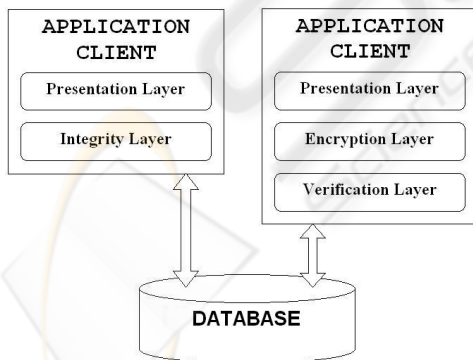 APPLICATION
CLIENT
Presentation Layer
Integrity Layer
APPLICATION
CLIENT
Presentation Layer
Encryption Layer
Verification Layer
DATABASE